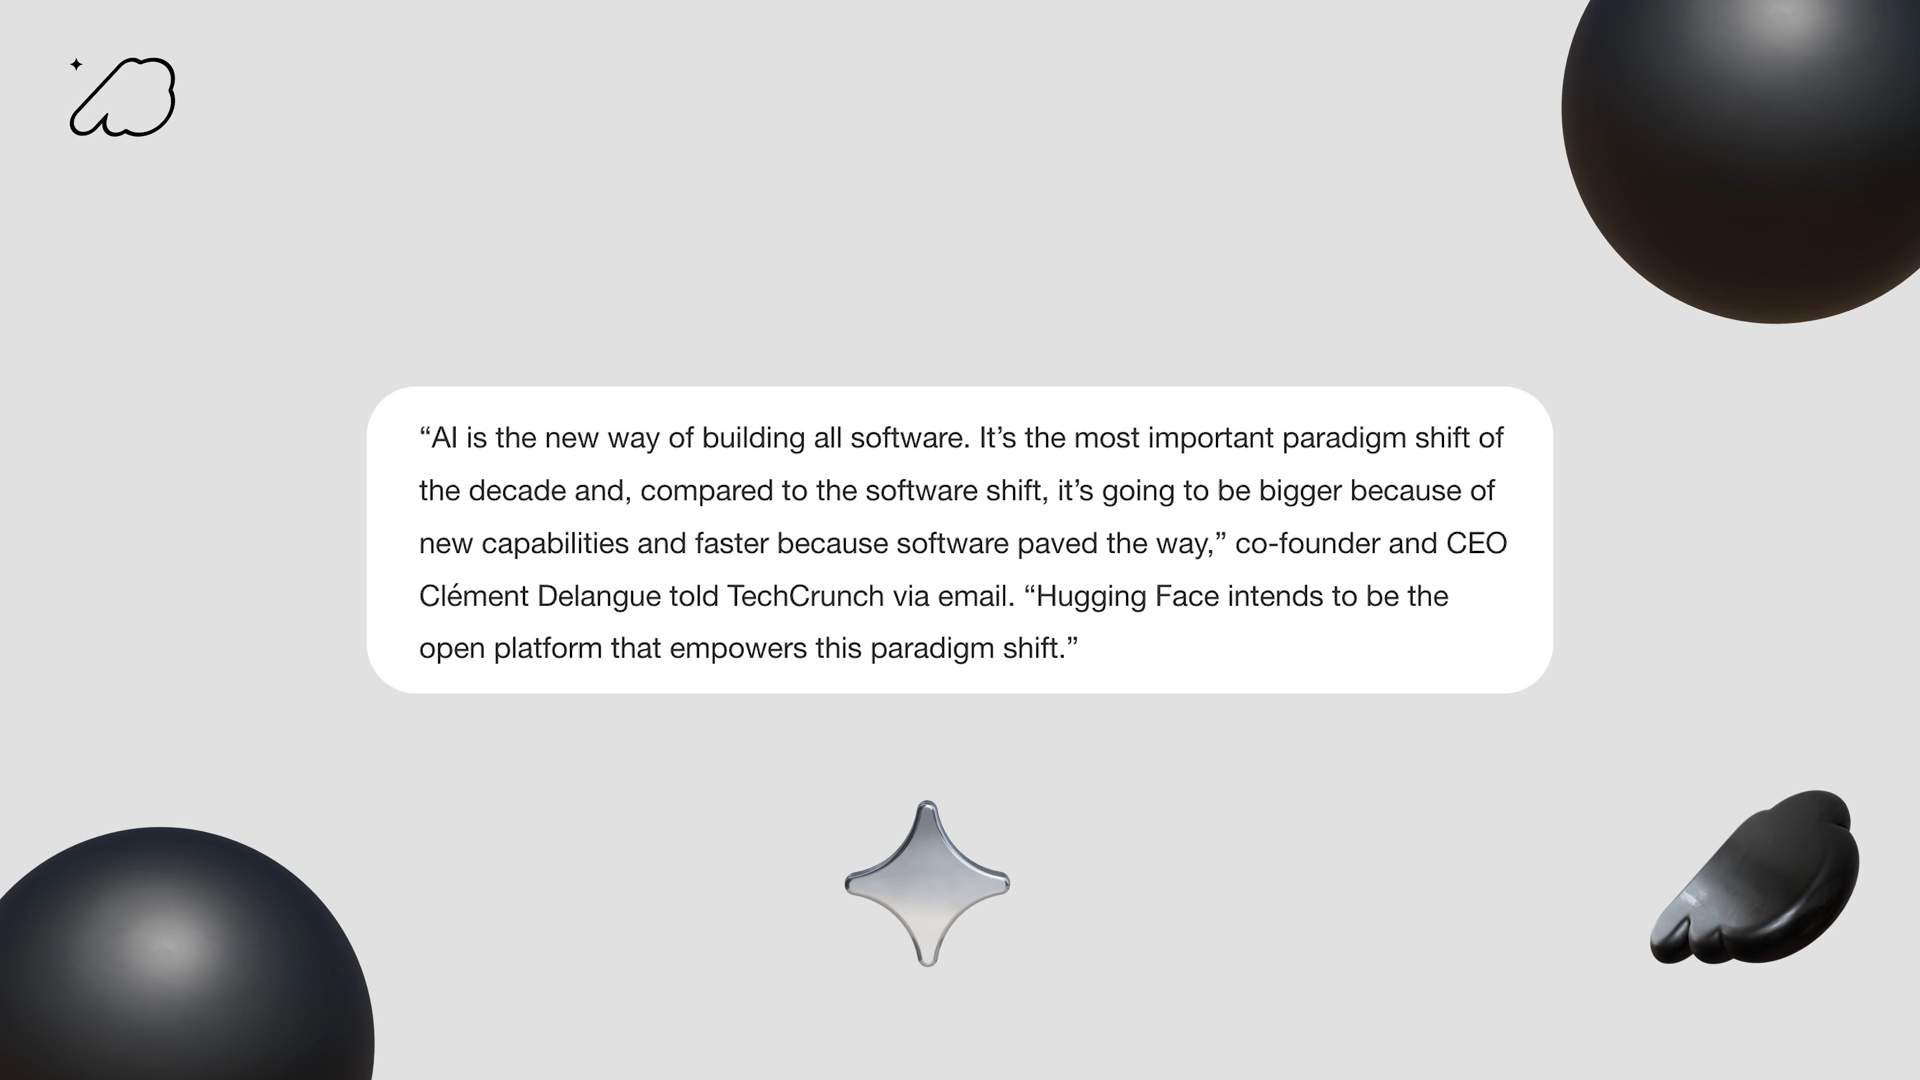 “AI is the new way of building all software. It’s the most important paradigm shift of
the decade and, compared to the software shift, it’s going to be bigger because of
new capabilities and faster because software paved the way,” co-founder and CEO
Clément Delangue told TechCrunch via email. “Hugging Face intends to be the
open platform that empowers this paradigm shift.”